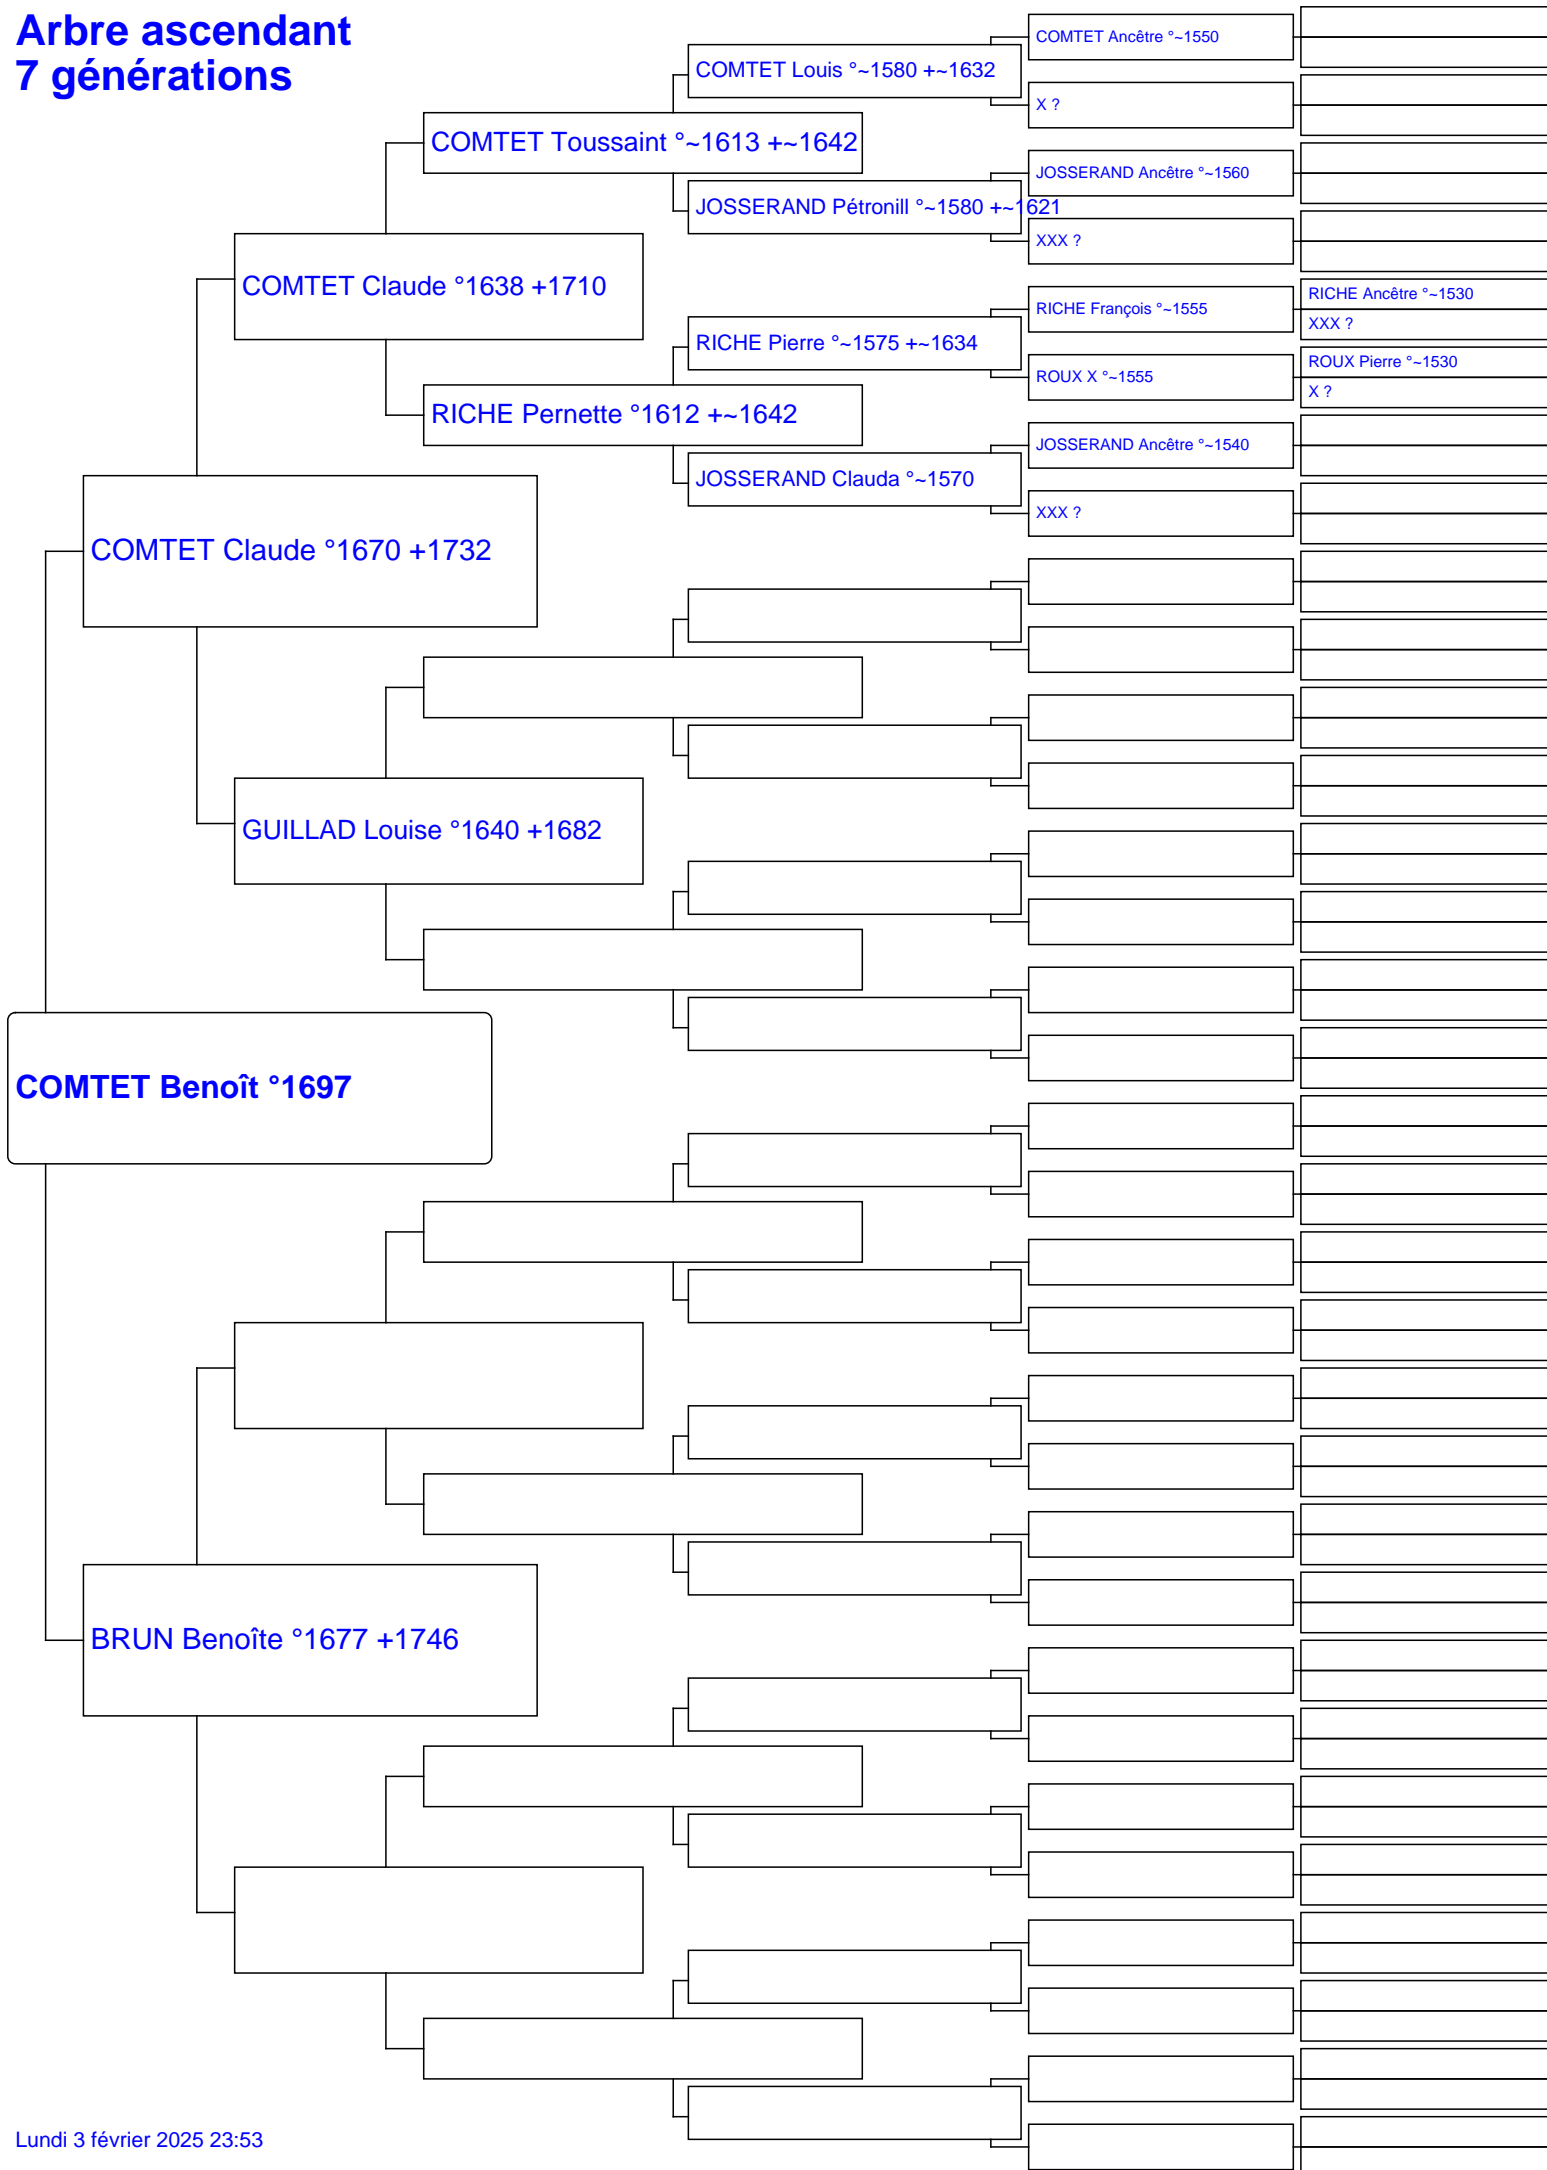 Arbre ascendant
7 générations
COMTET Ancêtre °~1550
COMTET Louis °~1580 +~1632
X ?
COMTET Toussaint °~1613 +~1642
JOSSERAND Ancêtre °~1560
JOSSERAND Pétronill °~1580 +~1621
XXX ?
COMTET Claude °1638 +1710
RICHE Ancêtre °~1530
RICHE François °~1555
XXX ?
RICHE Pierre °~1575 +~1634
ROUX Pierre °~1530
ROUX X °~1555
X ?
RICHE Pernette °1612 +~1642
JOSSERAND Ancêtre °~1540
JOSSERAND Clauda °~1570
XXX ?
COMTET Claude °1670 +1732
GUILLAD Louise °1640 +1682
COMTET Benoît °1697
BRUN Benoîte °1677 +1746
Lundi 3 février 2025 23:53